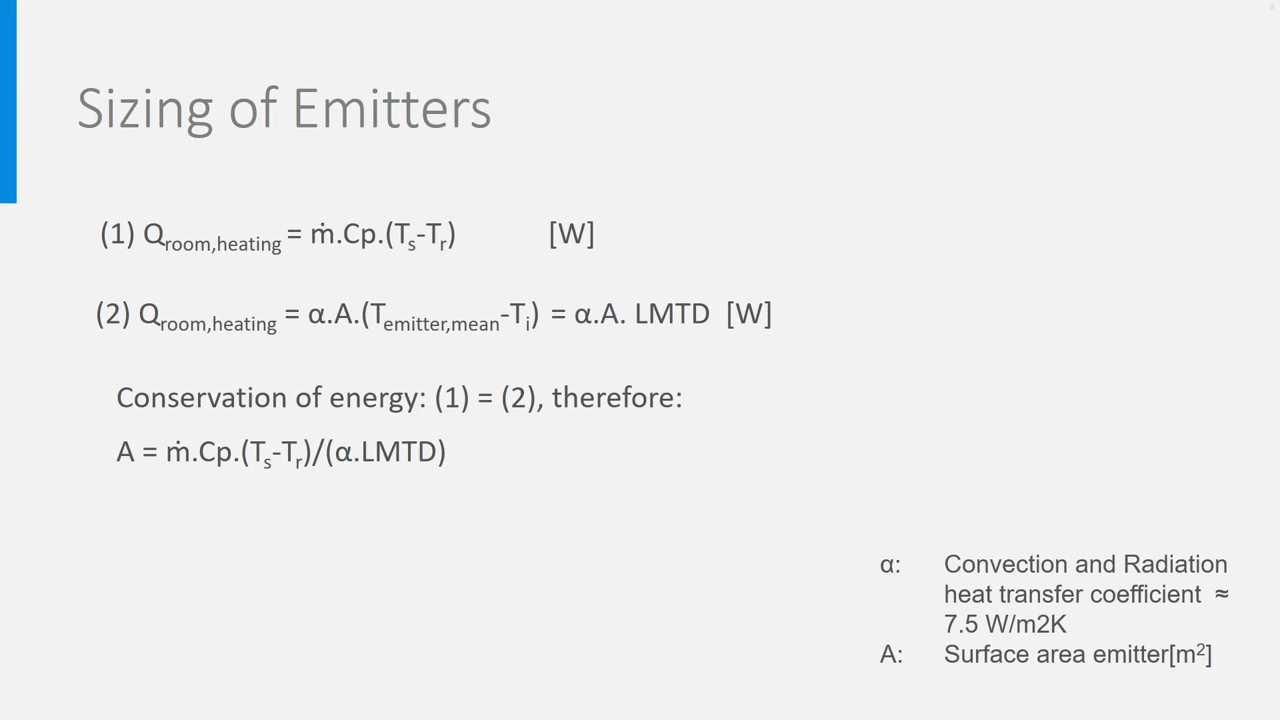 Sizing of Emitters
(1) Qroom,heating = ṁ.Cp.(Ts-Tr) [W]
(2) Qroom,heating = α.A.(Temitter,mean-Ti) = α.A. LMTD [W]
Conservation of energy: (1) = (2), therefore:
A = ṁ.Cp.(Ts-Tr)/(α.LMTD)
α: Convection and Radiation
heat transfer coefficient ≈
7.5 W/m2K
A: Surface area emitter[m²]